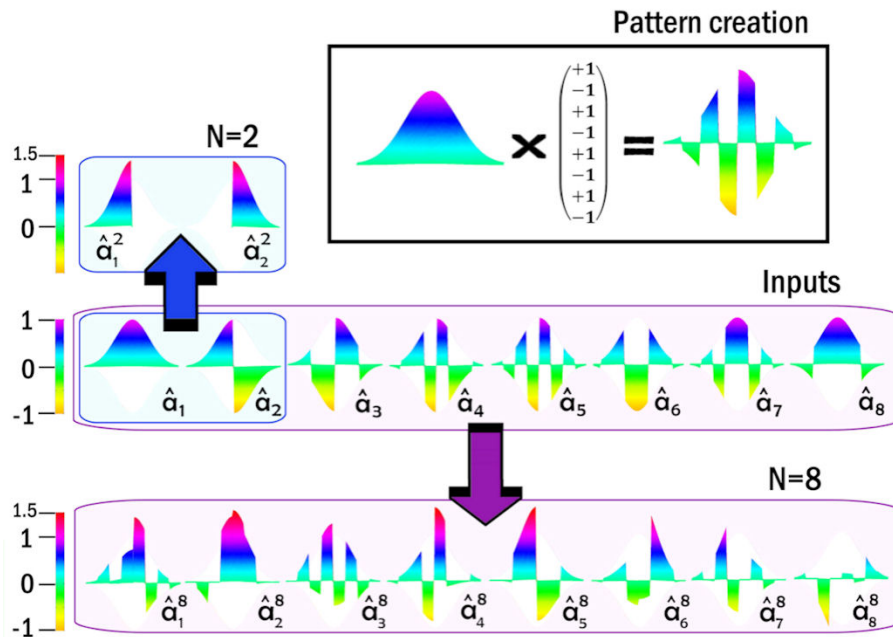 Pattern creation
+1
-1
+1
-1
+1
-1
+1
-1
×
=
N=2
1.5
1
0
â₁²
â₂²
Inputs
1
0
-1
â₁
â₂
â₃
â₄
â₅
â₆
â₇
â₈
N=8
1.5
1
0
-1
â₁⁸
â₂⁸
â₃⁸
â₄⁸
â₅⁸
â₆⁸
â₇⁸
â₈⁸